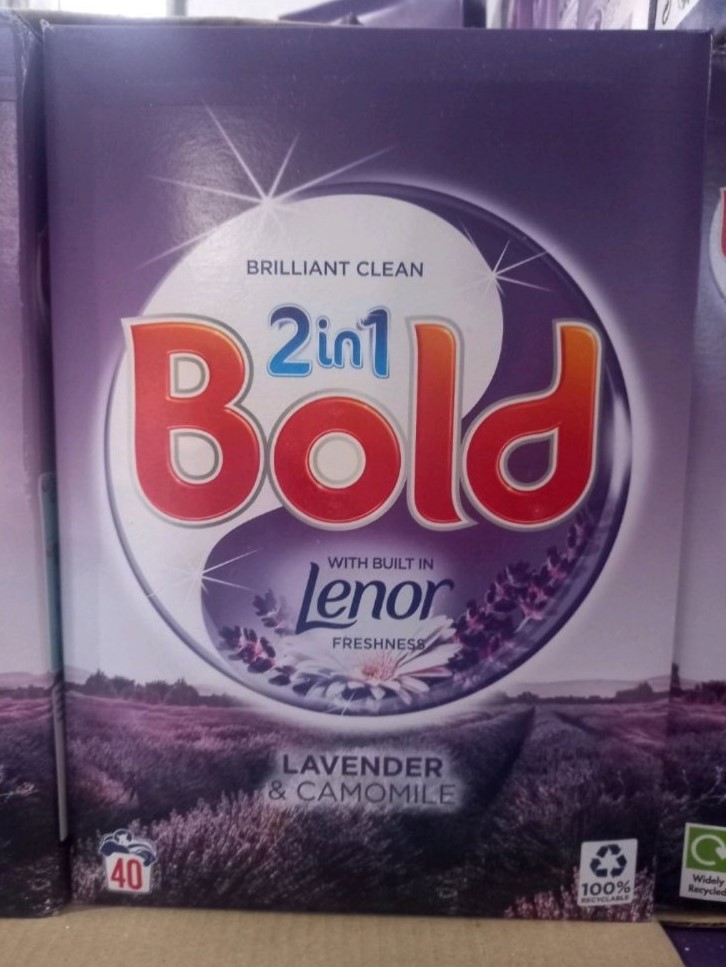 BRILLIANT CLEAN
2in1
Bold
WITH BUILT IN
Lenor
FRESHNESS
LAVENDER
& CAMOMILE
40
100%
RECYCLABLE
Widely
Recycled